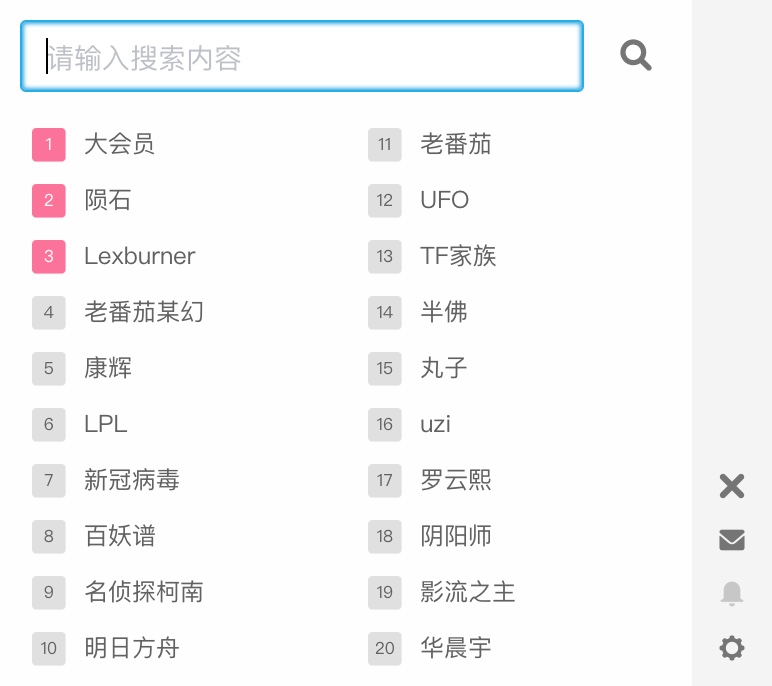 请输入搜索内容
1 大会员
2 陨石
3 Lexburner
4 老番茄某幻
5 康辉
6 LPL
7 新冠病毒
8 百妖谱
9 名侦探柯南
10 明日方舟
11 老番茄
12 UFO
13 TF家族
14 半佛
15 丸子
16 uzi
17 罗云熙
18 阴阳师
19 影流之主
20 华晨宇